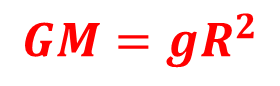 GM = gR²